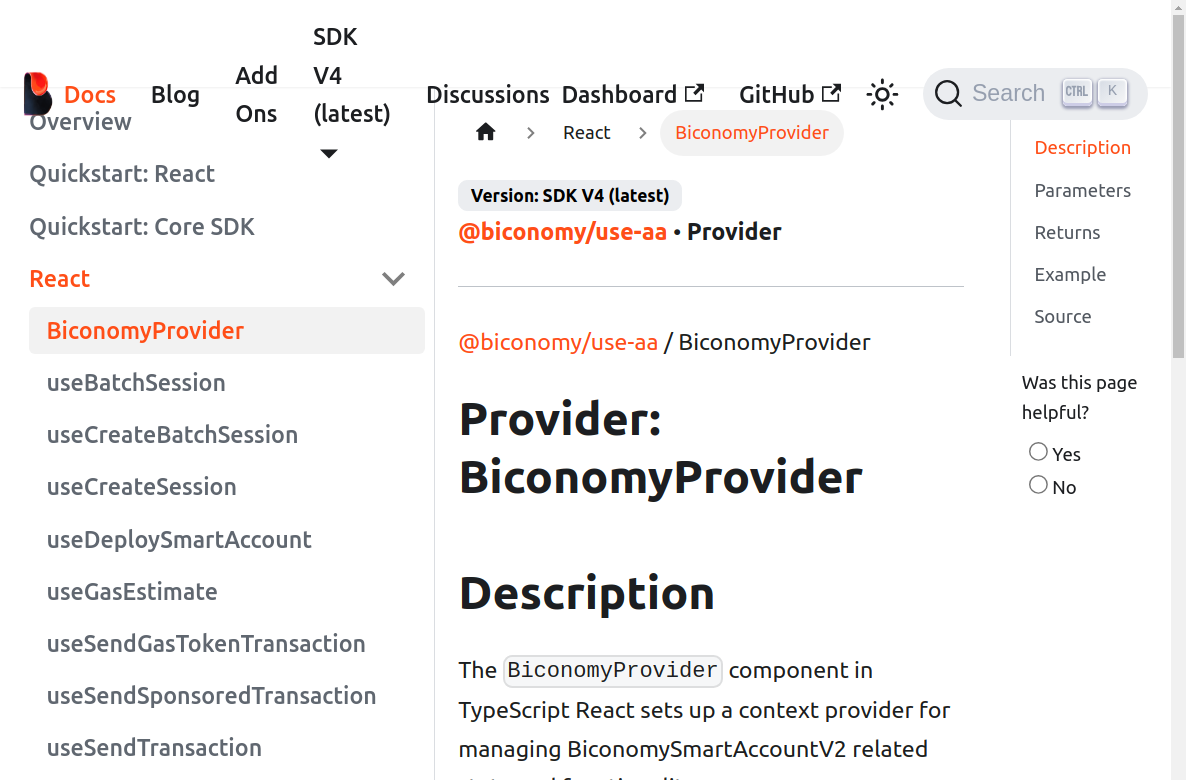 Docs
Blog
Add
Ons
SDK
V4
(latest)
Discussions
Dashboard
GitHub
Search
CTRL
K
Overview
Quickstart: React
Quickstart: Core SDK
React
BiconomyProvider
useBatchSession
useCreateBatchSession
useCreateSession
useDeploySmartAccount
useGasEstimate
useSendGasTokenTransaction
useSendSponsoredTransaction
useSendTransaction
React
BiconomyProvider
Version: SDK V4 (latest)
@biconomy/use-aa • Provider
@biconomy/use-aa / BiconomyProvider
Provider:
BiconomyProvider
Description
The BiconomyProvider component in
TypeScript React sets up a context provider for
managing BiconomySmartAccountV2 related
Description
Parameters
Returns
Example
Source
Was this page
helpful?
Yes
No